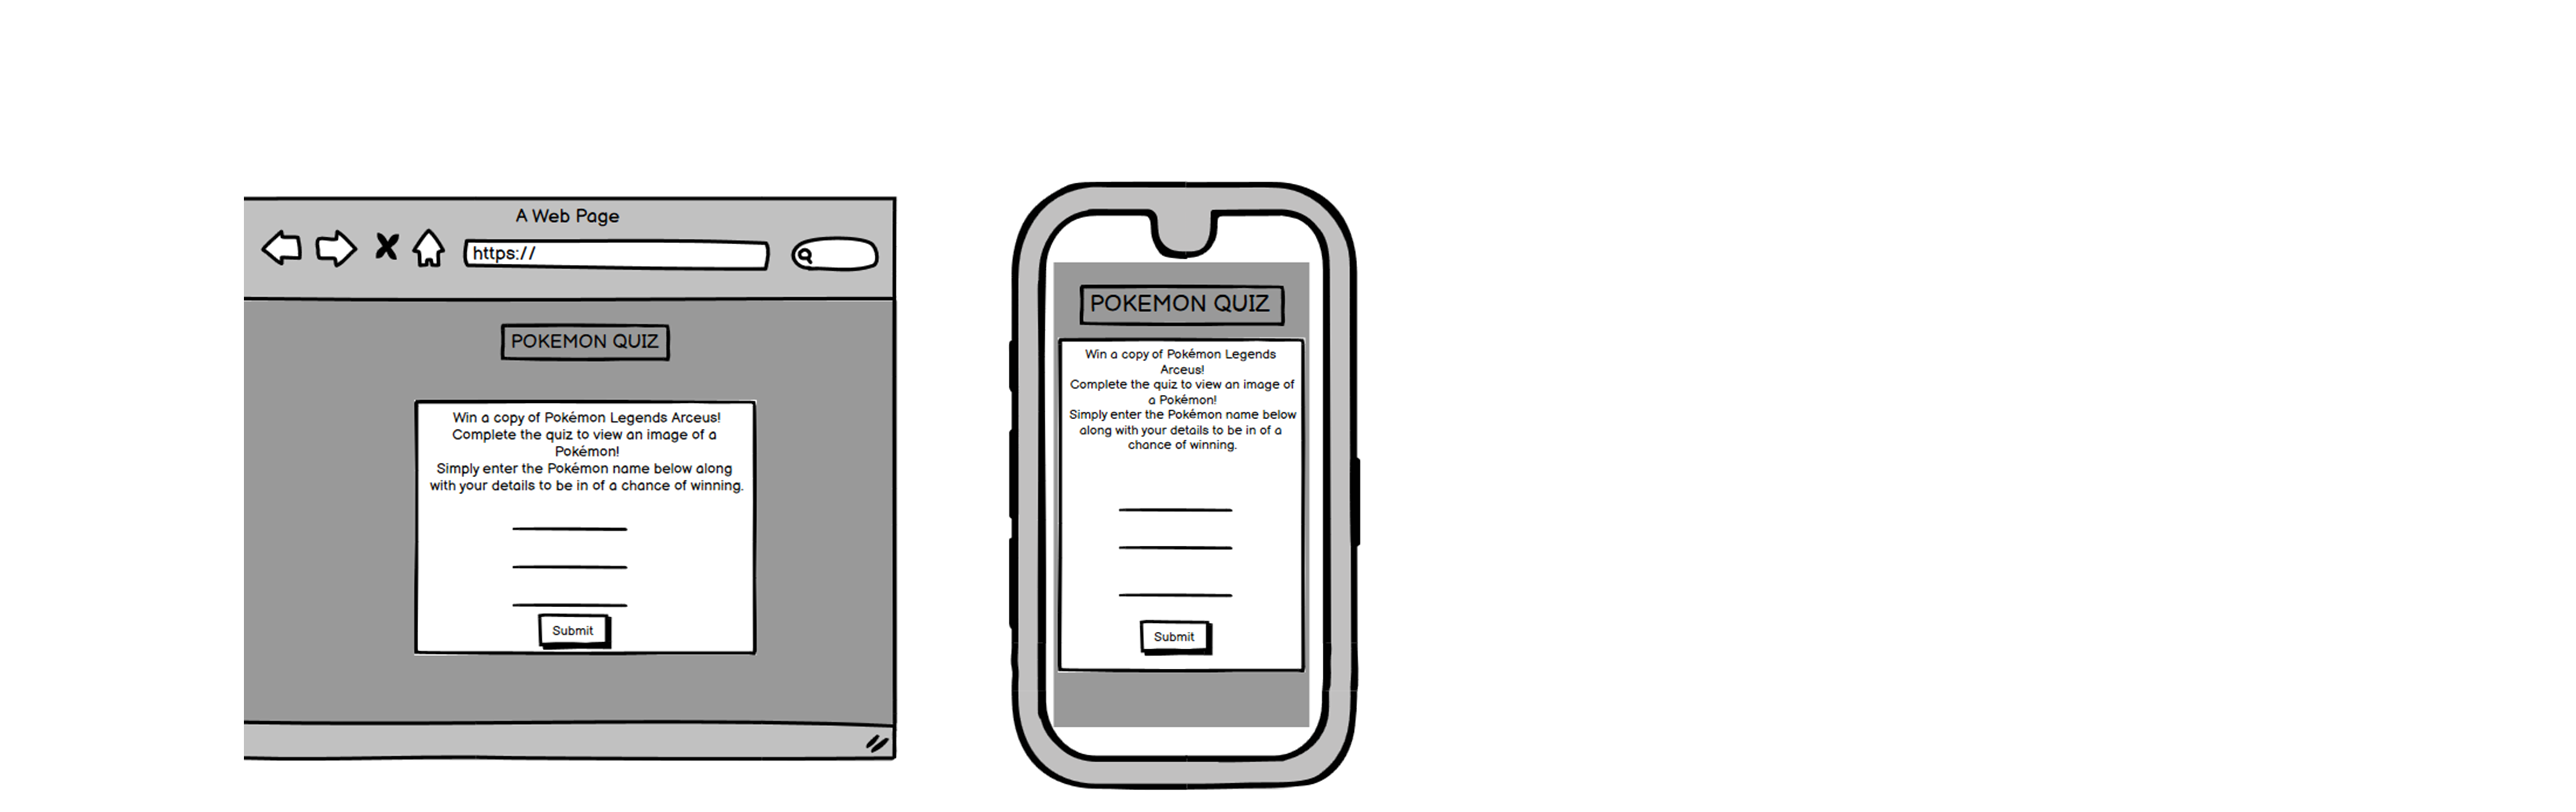 A Web Page
https://
POKEMON QUIZ
Win a copy of Pokémon Legends Arceus!
Complete the quiz to view an image of a
Pokémon!
Simply enter the Pokémon name below along
with your details to be in of a chance of winning.
Submit
POKEMON QUIZ
Win a copy of Pokémon Legends
Arceus!
Complete the quiz to view an image of
a Pokémon!
Simply enter the Pokémon name below
along with your details to be in of a
chance of winning.
Submit